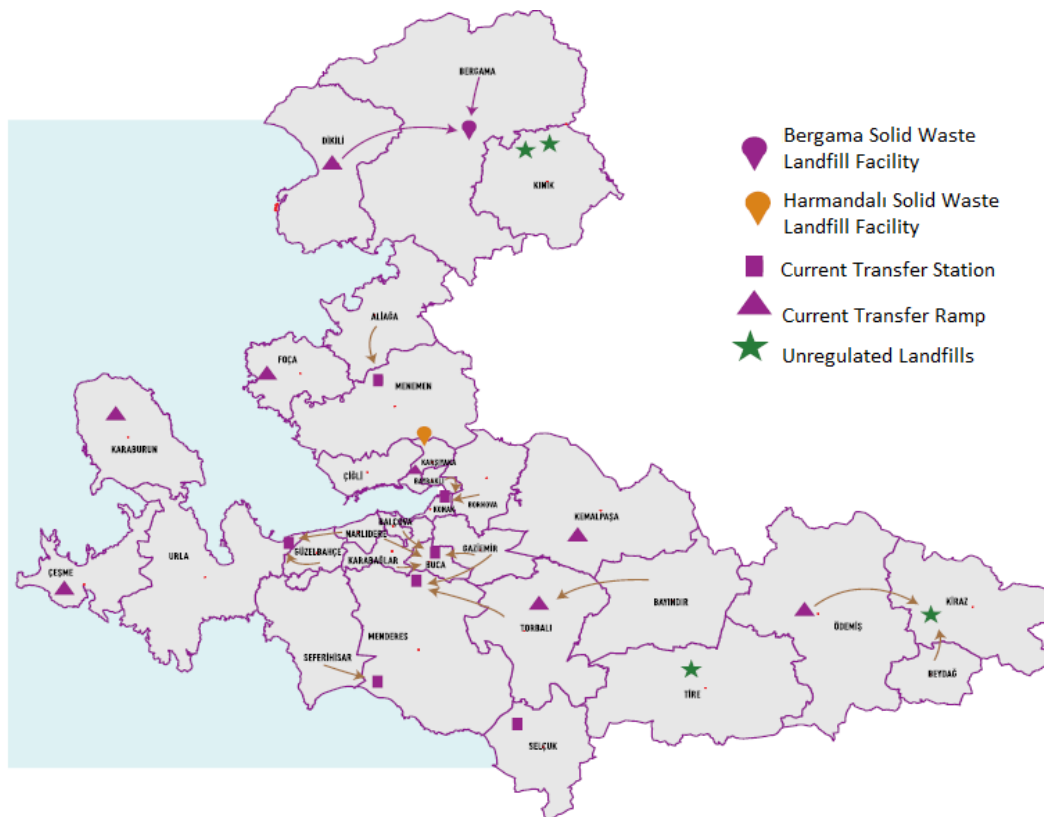 BERGAMA
DİKİLİ
KINIK
Bergama Solid Waste
Landfill Facility
Harmandalı Solid Waste
Landfill Facility
Current Transfer Station
Current Transfer Ramp
Unregulated Landfills
ALİAĞA
FOÇA
MENEMEN
KARABURUN
ÇİĞLİ
KARŞIYAKA
BAYRAKLI
BORNOVA
KONAK
KEMALPAŞA
BALÇOVA
NARLIDERE
GÜZELBAHÇE
KARABAĞLAR
BUCA
GAZİEMİR
URLA
ÇEŞME
BAYINDIR
TORBALI
KİRAZ
ÖDEMİŞ
MENDERES
SEFERİHİSAR
BEYDAĞ
TİRE
SELÇUK